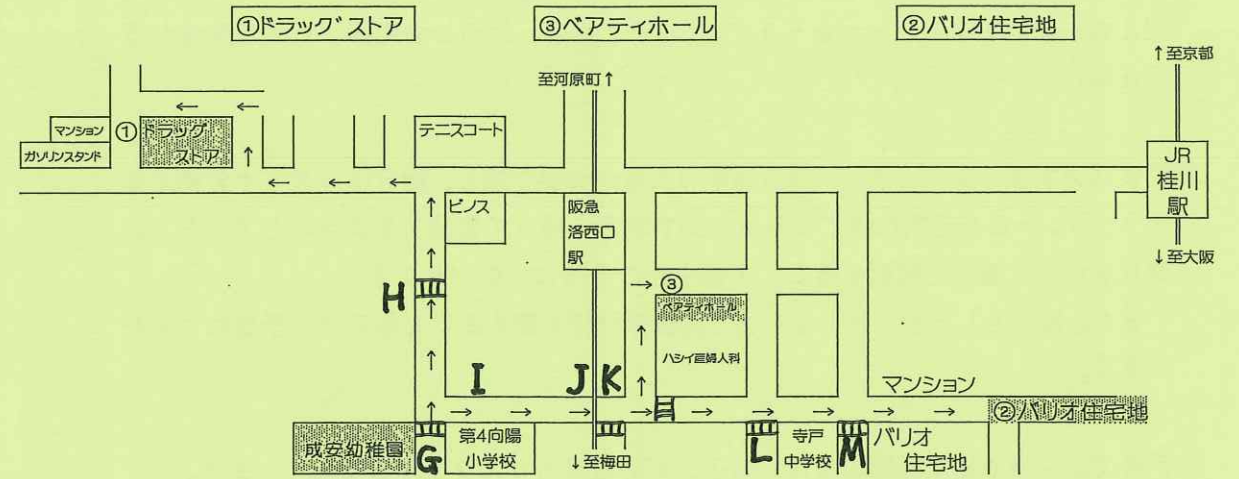 ①ドラッグストア
③ベアティホール
②バリオ住宅地
↑至京都
至河原町↑
マンション
①
ドラッグ
ストア
ガソリンスタンド
テニスコート
JR
桂川
駅
ピノス
阪急
洛西口
駅
↓至大阪
H
③
ベアティホール
ハシイ産婦人科
I
J
K
マンション
②バリオ住宅地
成安幼稚園
G
第4向陽
小学校
↓至梅田
L
寺戸
中学校
M
バリオ
住宅地